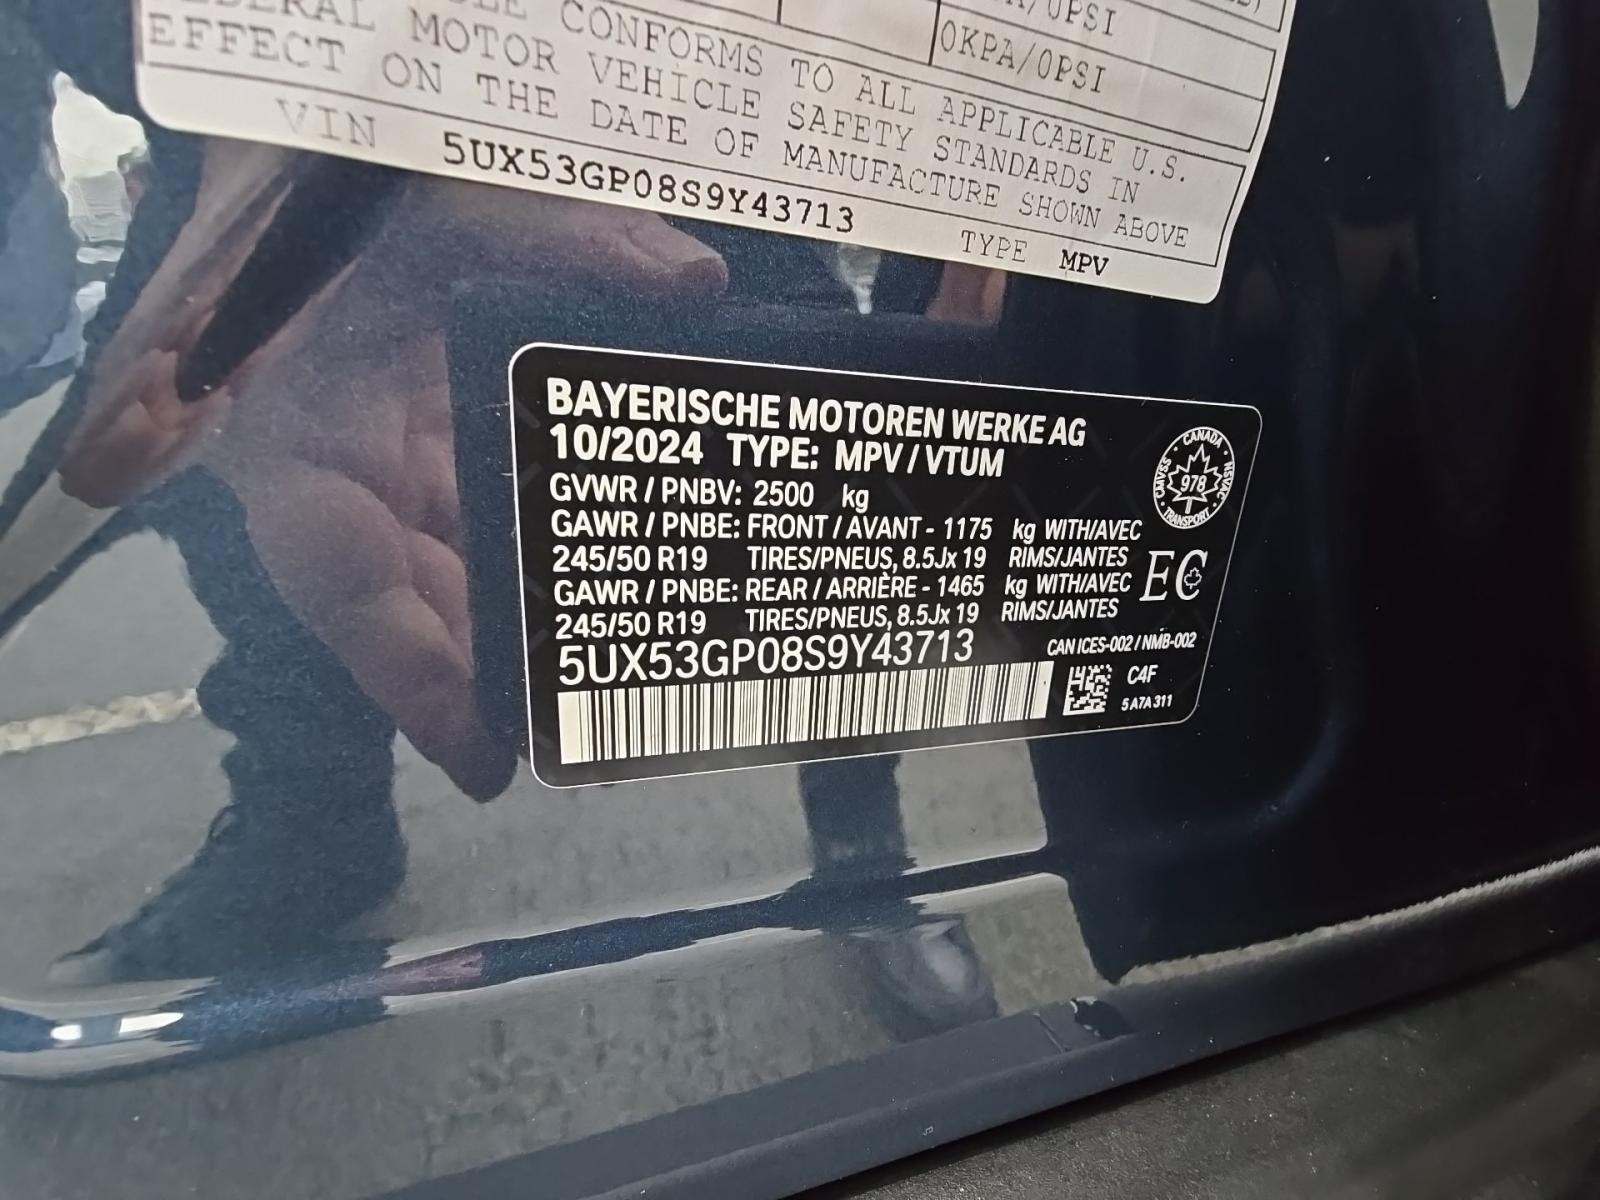 0KPA/0PSI
CONFORMS TO ALL APPLICABLE U.S.
MOTOR VEHICLE SAFETY STANDARDS IN
EFFECT ON THE DATE OF MANUFACTURE SHOWN ABOVE
VIN 5UX53GP08S9Y43713 TYPE MPV
BAYERISCHE MOTOREN WERKE AG
10/2024 TYPE: MPV / VTUM
GVWR / PNBV: 2500 kg
GAWR / PNBE: FRONT / AVANT - 1175 kg WITH/AVEC
245/50 R19 TIRES/PNEUS, 8.5Jx 19 RIMS/JANTES
GAWR / PNBE: REAR / ARRIÈRE - 1465 kg WITH/AVEC
245/50 R19 TIRES/PNEUS, 8.5Jx 19 RIMS/JANTES
5UX53GP08S9Y43713
CANADA
CMVSS 978 NSVAC
TRANSPORT
EC
CAN ICES-002 / NMB-002
C4F
5A7A311